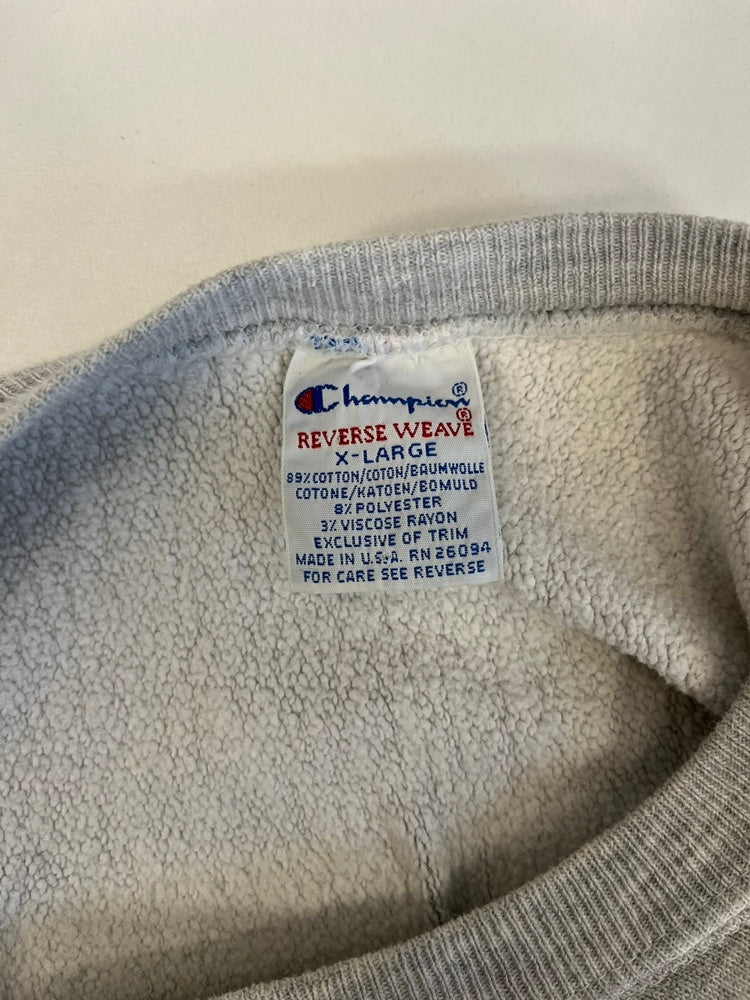 Champion®
REVERSE WEAVE®
X-LARGE
89% COTTON/COTON/BAUMWOLLE
COTONE/KATOEN/BOMULD
8% POLYESTER
3% VISCOSE RAYON
EXCLUSIVE OF TRIM
MADE IN U.S.A. RN 26094
FOR CARE SEE REVERSE